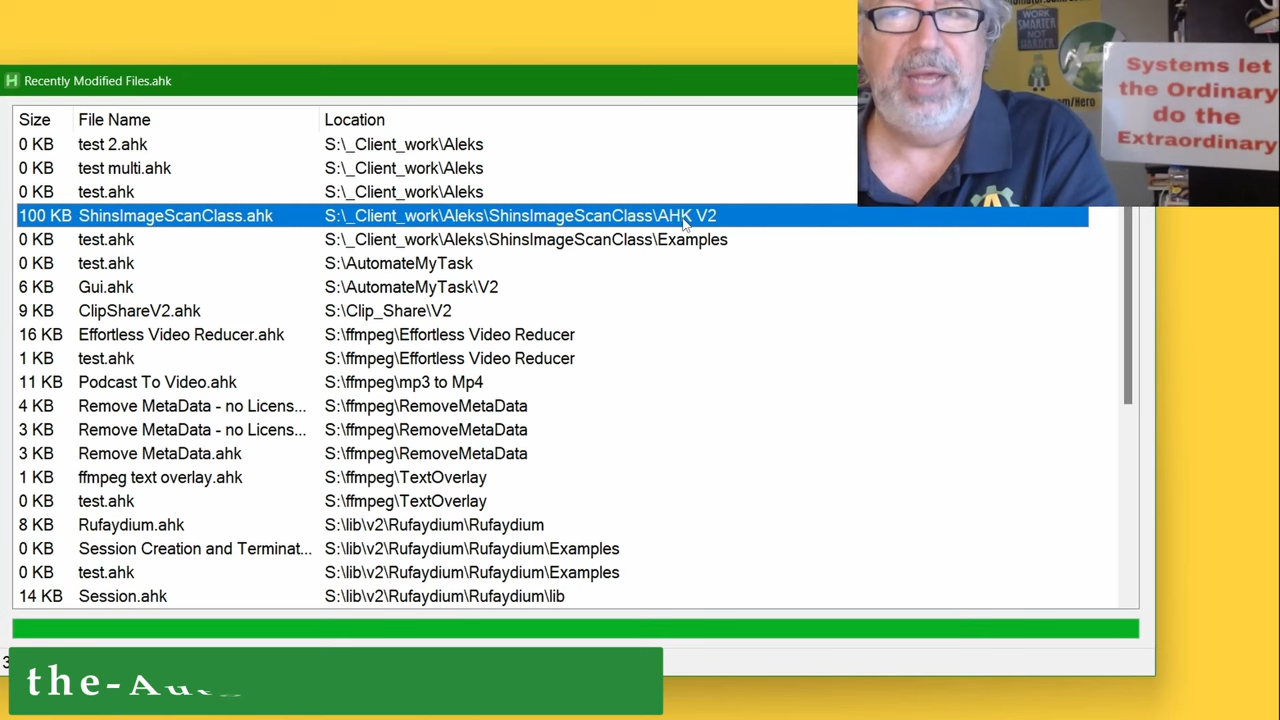 WORK
SMARTER
NOT
HARDER
/Hero
Systems let
the Ordinary
do the
Extraordinary
Recently Modified Files.ahk
Size File Name Location
0 KB test 2.ahk S:\_Client_work\Aleks
0 KB test multi.ahk S:\_Client_work\Aleks
0 KB test.ahk S:\_Client_work\Aleks
100 KB ShinsImageScanClass.ahk S:\_Client_work\Aleks\ShinsImageScanClass\AHK V2
0 KB test.ahk S:\_Client_work\Aleks\ShinsImageScanClass\Examples
0 KB test.ahk S:\AutomateMyTask
6 KB Gui.ahk S:\AutomateMyTask\V2
9 KB ClipShareV2.ahk S:\Clip_Share\V2
16 KB Effortless Video Reducer.ahk S:\ffmpeg\Effortless Video Reducer
1 KB test.ahk S:\ffmpeg\Effortless Video Reducer
11 KB Podcast To Video.ahk S:\ffmpeg\mp3 to Mp4
4 KB Remove MetaData - no Licens... S:\ffmpeg\RemoveMetaData
3 KB Remove MetaData - no Licens... S:\ffmpeg\RemoveMetaData
3 KB Remove MetaData.ahk S:\ffmpeg\RemoveMetaData
1 KB ffmpeg text overlay.ahk S:\ffmpeg\TextOverlay
0 KB test.ahk S:\ffmpeg\TextOverlay
8 KB Rufaydium.ahk S:\lib\v2\Rufaydium\Rufaydium
0 KB Session Creation and Terminat... S:\lib\v2\Rufaydium\Rufaydium\Examples
0 KB test.ahk S:\lib\v2\Rufaydium\Rufaydium\Examples
14 KB Session.ahk S:\lib\v2\Rufaydium\Rufaydium\lib
the-